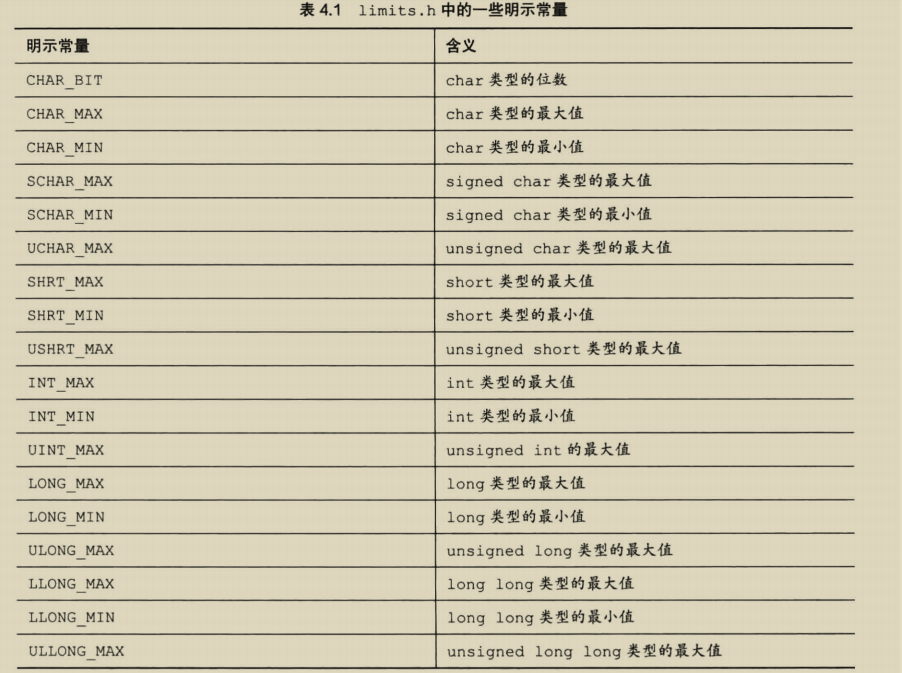 表 4.1 limits.h 中的一些明示常量
明示常量 含义
CHAR_BIT char 类型的位数
CHAR_MAX char 类型的最大值
CHAR_MIN char 类型的最小值
SCHAR_MAX signed char 类型的最大值
SCHAR_MIN signed char 类型的最小值
UCHAR_MAX unsigned char 类型的最大值
SHRT_MAX short 类型的最大值
SHRT_MIN short 类型的最小值
USHRT_MAX unsigned short 类型的最大值
INT_MAX int 类型的最大值
INT_MIN int 类型的最小值
UINT_MAX unsigned int 的最大值
LONG_MAX long 类型的最大值
LONG_MIN long 类型的最小值
ULONG_MAX unsigned long 类型的最大值
LLONG_MAX long long 类型的最大值
LLONG_MIN long long 类型的最小值
ULLONG_MAX unsigned long long 类型的最大值